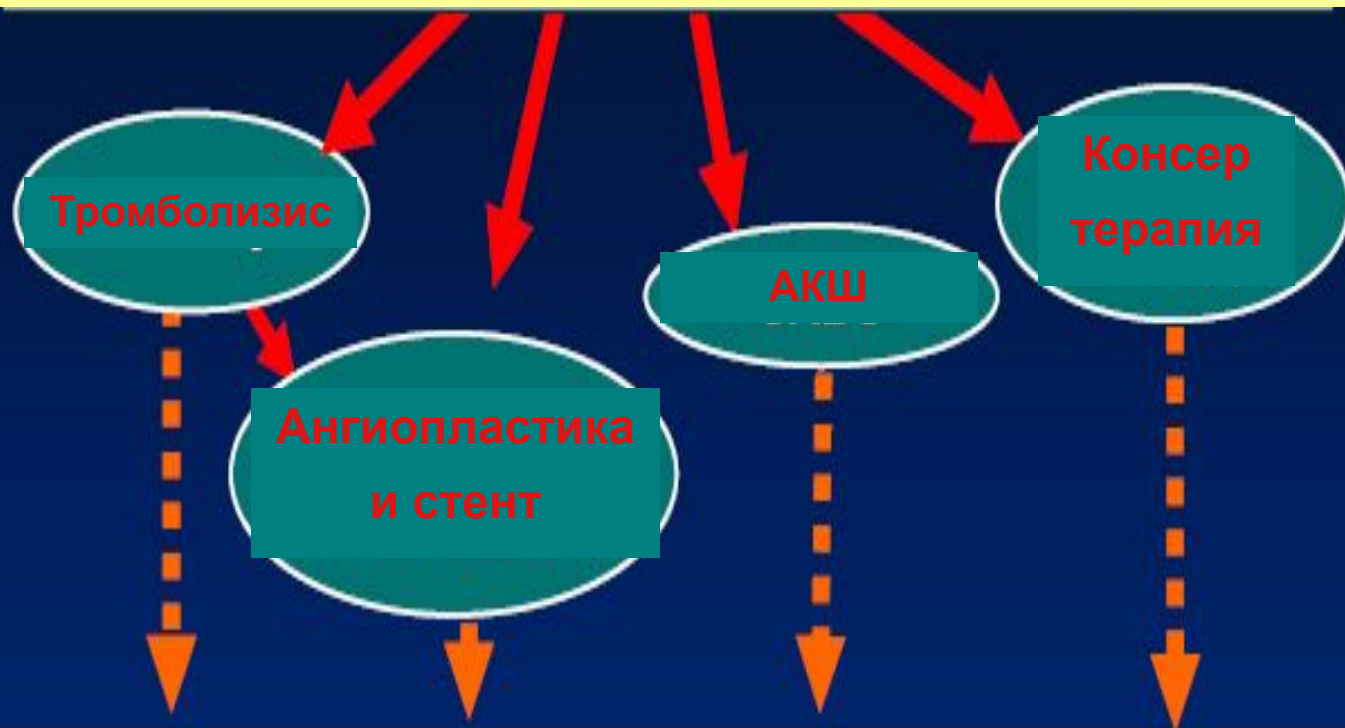 Тромболизис
Ангиопластика
и стент
АКШ
Консер
терапия